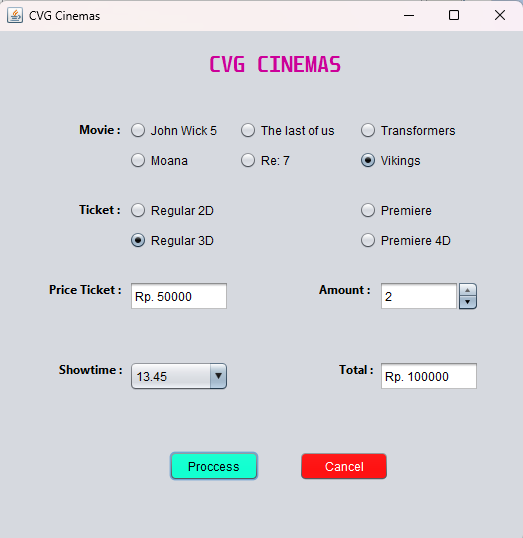 CVG Cinemas
CVG CINEMAS
Movie : John Wick 5 The last of us Transformers
Moana Re: 7 Vikings
Ticket : Regular 2D Premiere
Regular 3D Premiere 4D
Price Ticket : Rp. 50000 Amount : 2
Showtime : 13.45 Total : Rp. 100000
Proccess Cancel